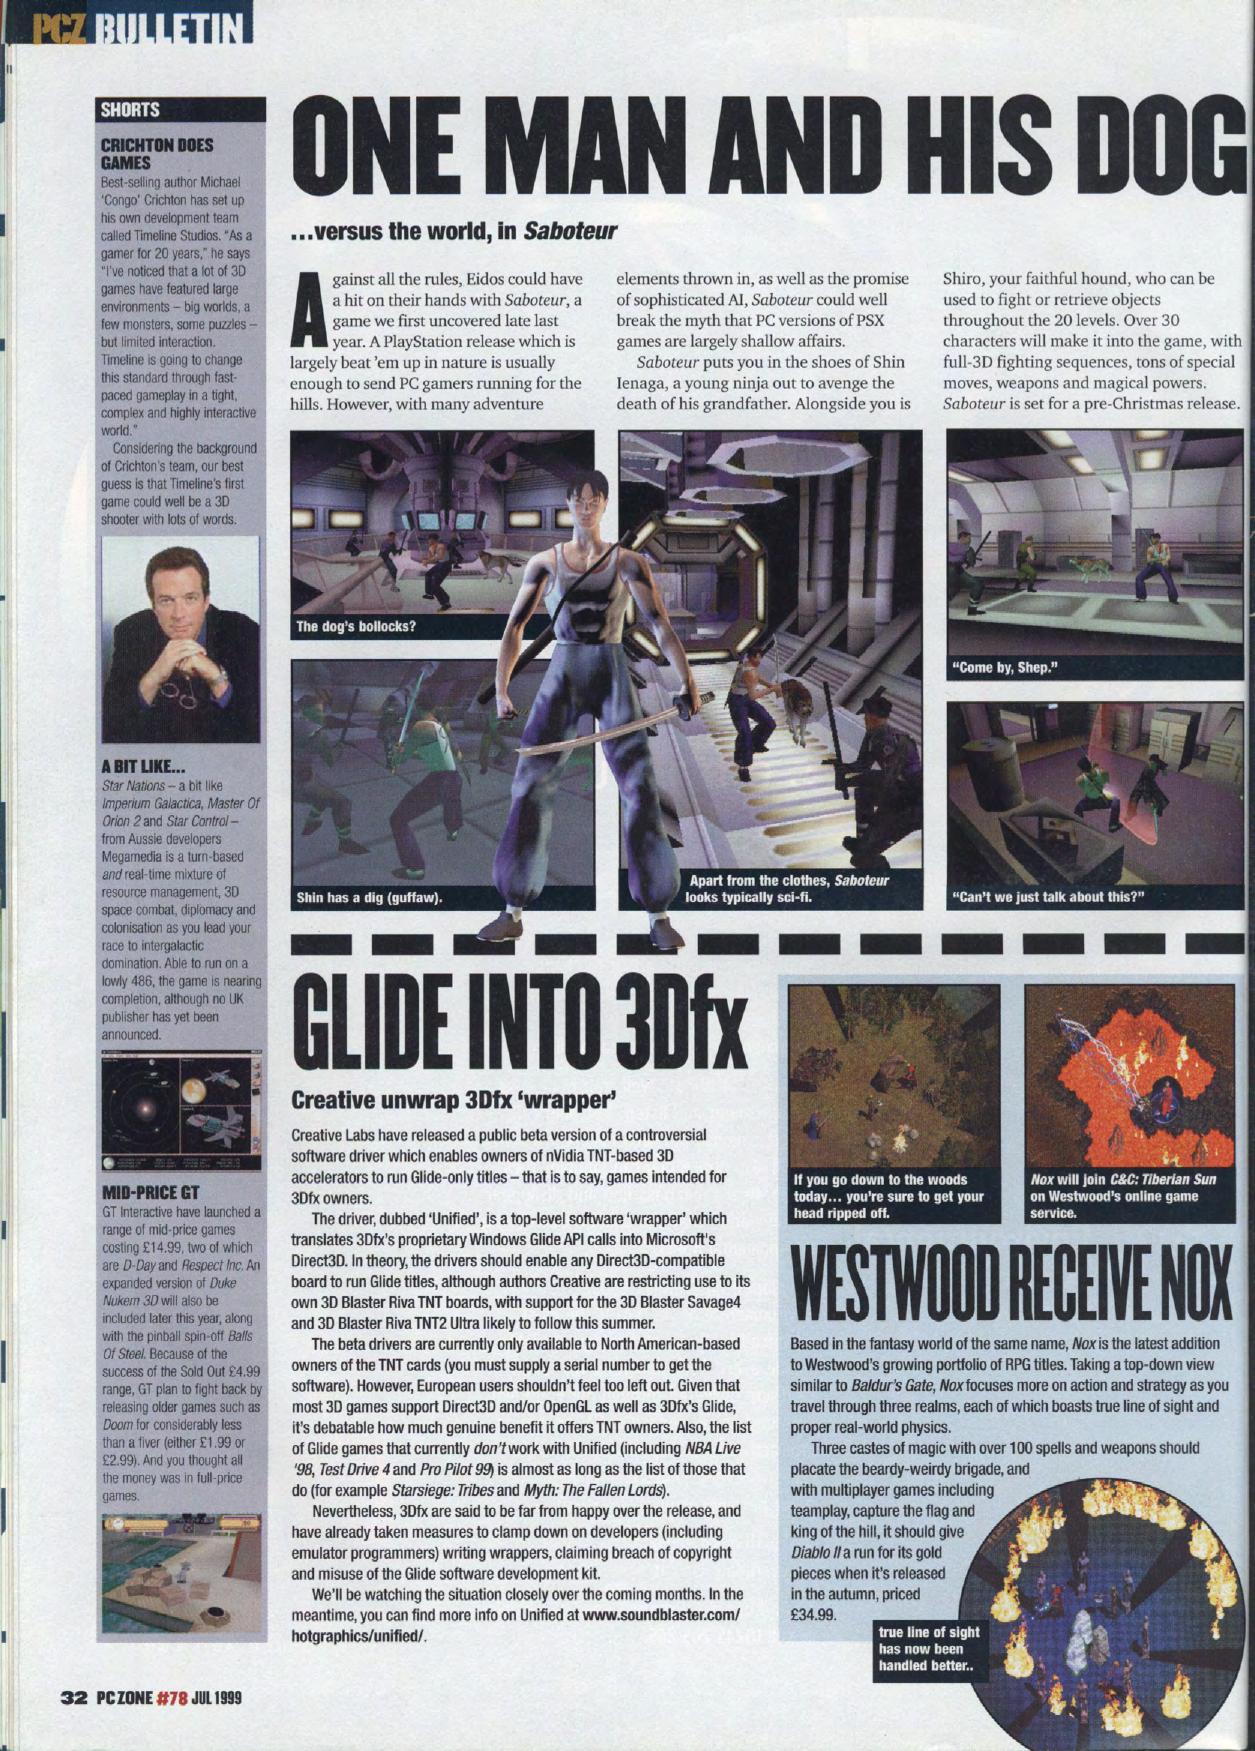 PCZ BULLETIN
SHORTS
CRICHTON DOES
GAMES
Best-selling author Michael
'Congo' Crichton has set up
his own development team
called Timeline Studios. "As a
gamer for 20 years," he says
"I've noticed that a lot of 3D
games have featured large
environments – big worlds, a
few monsters, some puzzles –
but limited interaction.
Timeline is going to change
this standard through fast-
paced gameplay in a tight,
complex and highly interactive
world."
Considering the background
of Crichton's team, our best
guess is that Timeline's first
game could well be a 3D
shooter with lots of words.
A BIT LIKE...
Star Nations – a bit like
Imperium Galactica, Master Of
Orion 2 and Star Control –
from Aussie developers
Megamedia is a turn-based
and real-time mixture of
resource management, 3D
space combat, diplomacy and
colonisation as you lead your
race to intergalactic
domination. Able to run on a
lowly 486, the game is nearing
completion, although no UK
publisher has yet been
announced.
MID-PRICE GT
GT Interactive have launched a
range of mid-price games
costing £14.99, two of which
are D-Day and Respect Inc. An
expanded version of Duke
Nukem 3D will also be
included later this year, along
with the pinball spin-off Balls
Of Steel. Because of the
success of the Sold Out £4.99
range, GT plan to fight back by
releasing older games such as
Doom for considerably less
than a fiver (either £1.99 or
£2.99). And you thought all
the money was in full-price
games.
ONE MAN AND HIS DOG
...versus the world, in Saboteur
Against all the rules, Eidos could have
a hit on their hands with Saboteur, a
game we first uncovered late last
year. A PlayStation release which is
largely beat 'em up in nature is usually
enough to send PC gamers running for the
hills. However, with many adventure
elements thrown in, as well as the promise
of sophisticated AI, Saboteur could well
break the myth that PC versions of PSX
games are largely shallow affairs.
Saboteur puts you in the shoes of Shin
Ienaga, a young ninja out to avenge the
death of his grandfather. Alongside you is
Shiro, your faithful hound, who can be
used to fight or retrieve objects
throughout the 20 levels. Over 30
characters will make it into the game, with
full-3D fighting sequences, tons of special
moves, weapons and magical powers.
Saboteur is set for a pre-Christmas release.
The dog's bollocks?
Shin has a dig (guffaw).
Apart from the clothes, Saboteur
looks typically sci-fi.
"Come by, Shep."
"Can't we just talk about this?"
GLIDE INTO 3Dfx
Creative unwrap 3Dfx 'wrapper'
Creative Labs have released a public beta version of a controversial
software driver which enables owners of nVidia TNT-based 3D
accelerators to run Glide-only titles – that is to say, games intended for
3Dfx owners.
The driver, dubbed 'Unified', is a top-level software 'wrapper' which
translates 3Dfx's proprietary Windows Glide API calls into Microsoft's
Direct3D. In theory, the drivers should enable any Direct3D-compatible
board to run Glide titles, although authors Creative are restricting use to its
own 3D Blaster Riva TNT boards, with support for the 3D Blaster Savage4
and 3D Blaster Riva TNT2 Ultra likely to follow this summer.
The beta drivers are currently only available to North American-based
owners of the TNT cards (you must supply a serial number to get the
software). However, European users shouldn't feel too left out. Given that
most 3D games support Direct3D and/or OpenGL as well as 3Dfx's Glide,
it's debatable how much genuine benefit it offers TNT owners. Also, the list
of Glide games that currently don't work with Unified (including NBA Live
'98, Test Drive 4 and Pro Pilot 99) is almost as long as the list of those that
do (for example Starsiege: Tribes and Myth: The Fallen Lords).
Nevertheless, 3Dfx are said to be far from happy over the release, and
have already taken measures to clamp down on developers (including
emulator programmers) writing wrappers, claiming breach of copyright
and misuse of the Glide software development kit.
We'll be watching the situation closely over the coming months. In the
meantime, you can find more info on Unified at www.soundblaster.com/
hotgraphics/unified/.
If you go down to the woods
today... you're sure to get your
head ripped off.
Nox will join C&C: Tiberian Sun
on Westwood's online game
service.
WESTWOOD RECEIVE NOX
Based in the fantasy world of the same name, Nox is the latest addition
to Westwood's growing portfolio of RPG titles. Taking a top-down view
similar to Baldur's Gate, Nox focuses more on action and strategy as you
travel through three realms, each of which boasts true line of sight and
proper real-world physics.
Three castes of magic with over 100 spells and weapons should
placate the beardy-weirdy brigade, and
with multiplayer games including
teamplay, capture the flag and
king of the hill, it should give
Diablo II a run for its gold
pieces when it's released
in the autumn, priced
£34.99.
true line of sight
has now been
handled better..
32 PC ZONE #78 JUL 1999